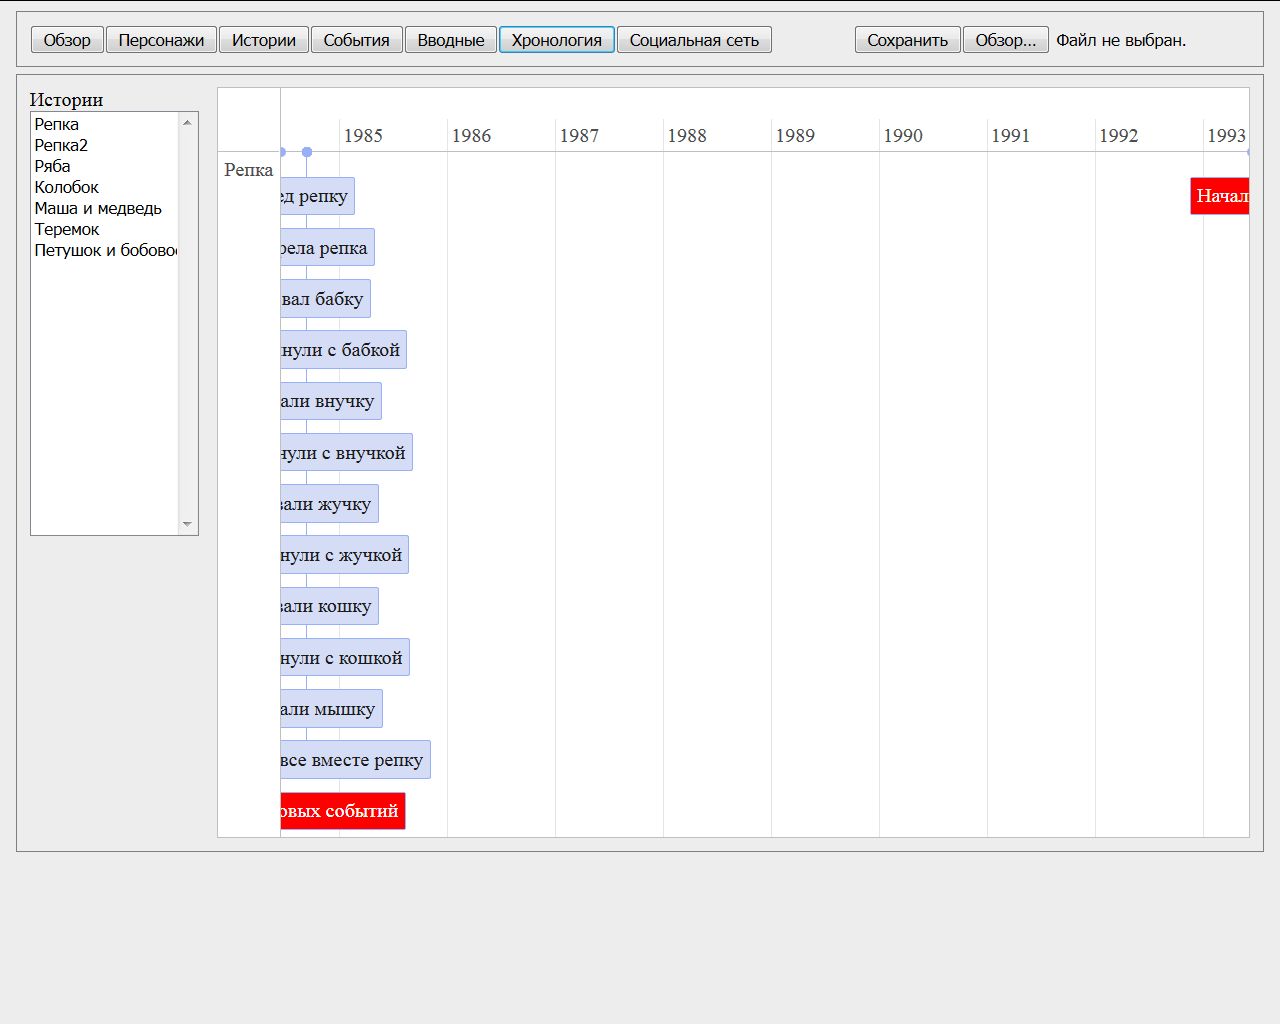 Обзор Персонажи Истории События Вводные Хронология Социальная сеть Сохранить Обзор... Файл не выбран.
Истории
Репка
Репка2
Ряба
Колобок
Маша и медведь
Теремок
Петушок и бобово
1985 1986 1987 1988 1989 1990 1991 1992 1993
Репка
ед репку Начал
рела репка
вал бабку
нули с бабкой
али внучку
нули с внучкой
вали жучку
нули с жучкой
вали кошку
нули с кошкой
али мышку
все вместе репку
овых событий